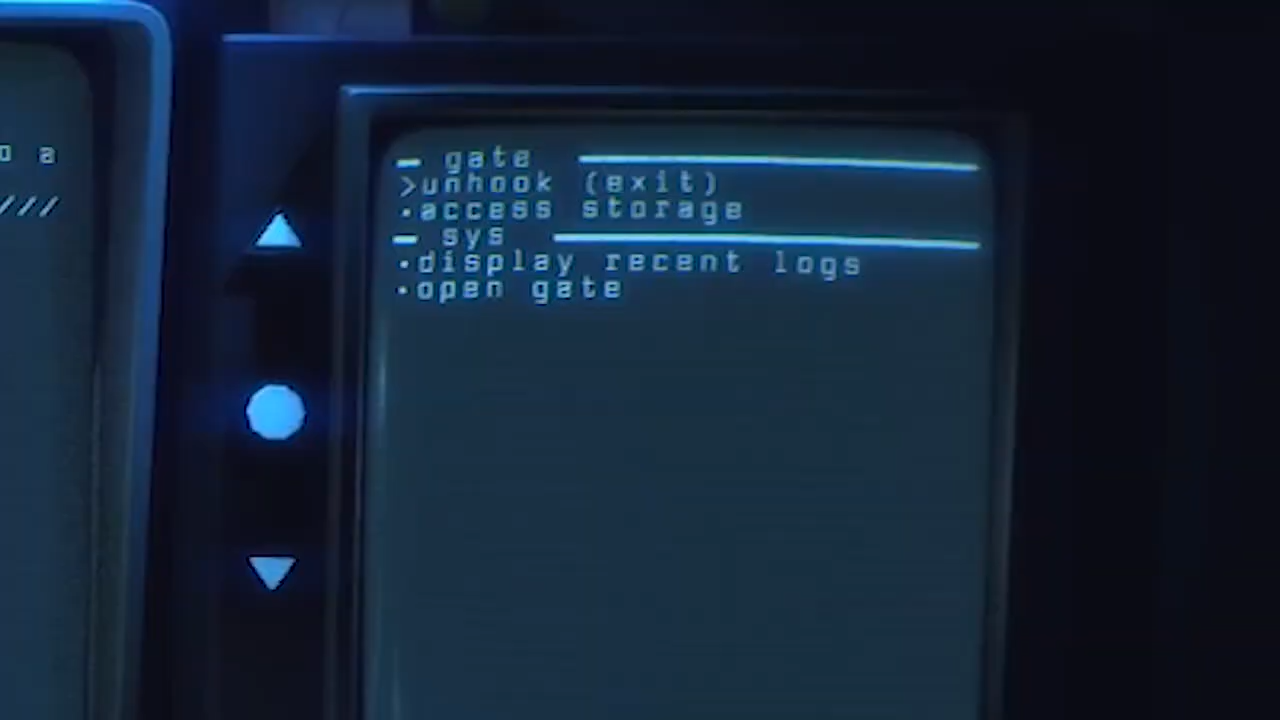 o a
///
gate
>unhook (exit)
·access storage
sys
·display recent logs
·open gate